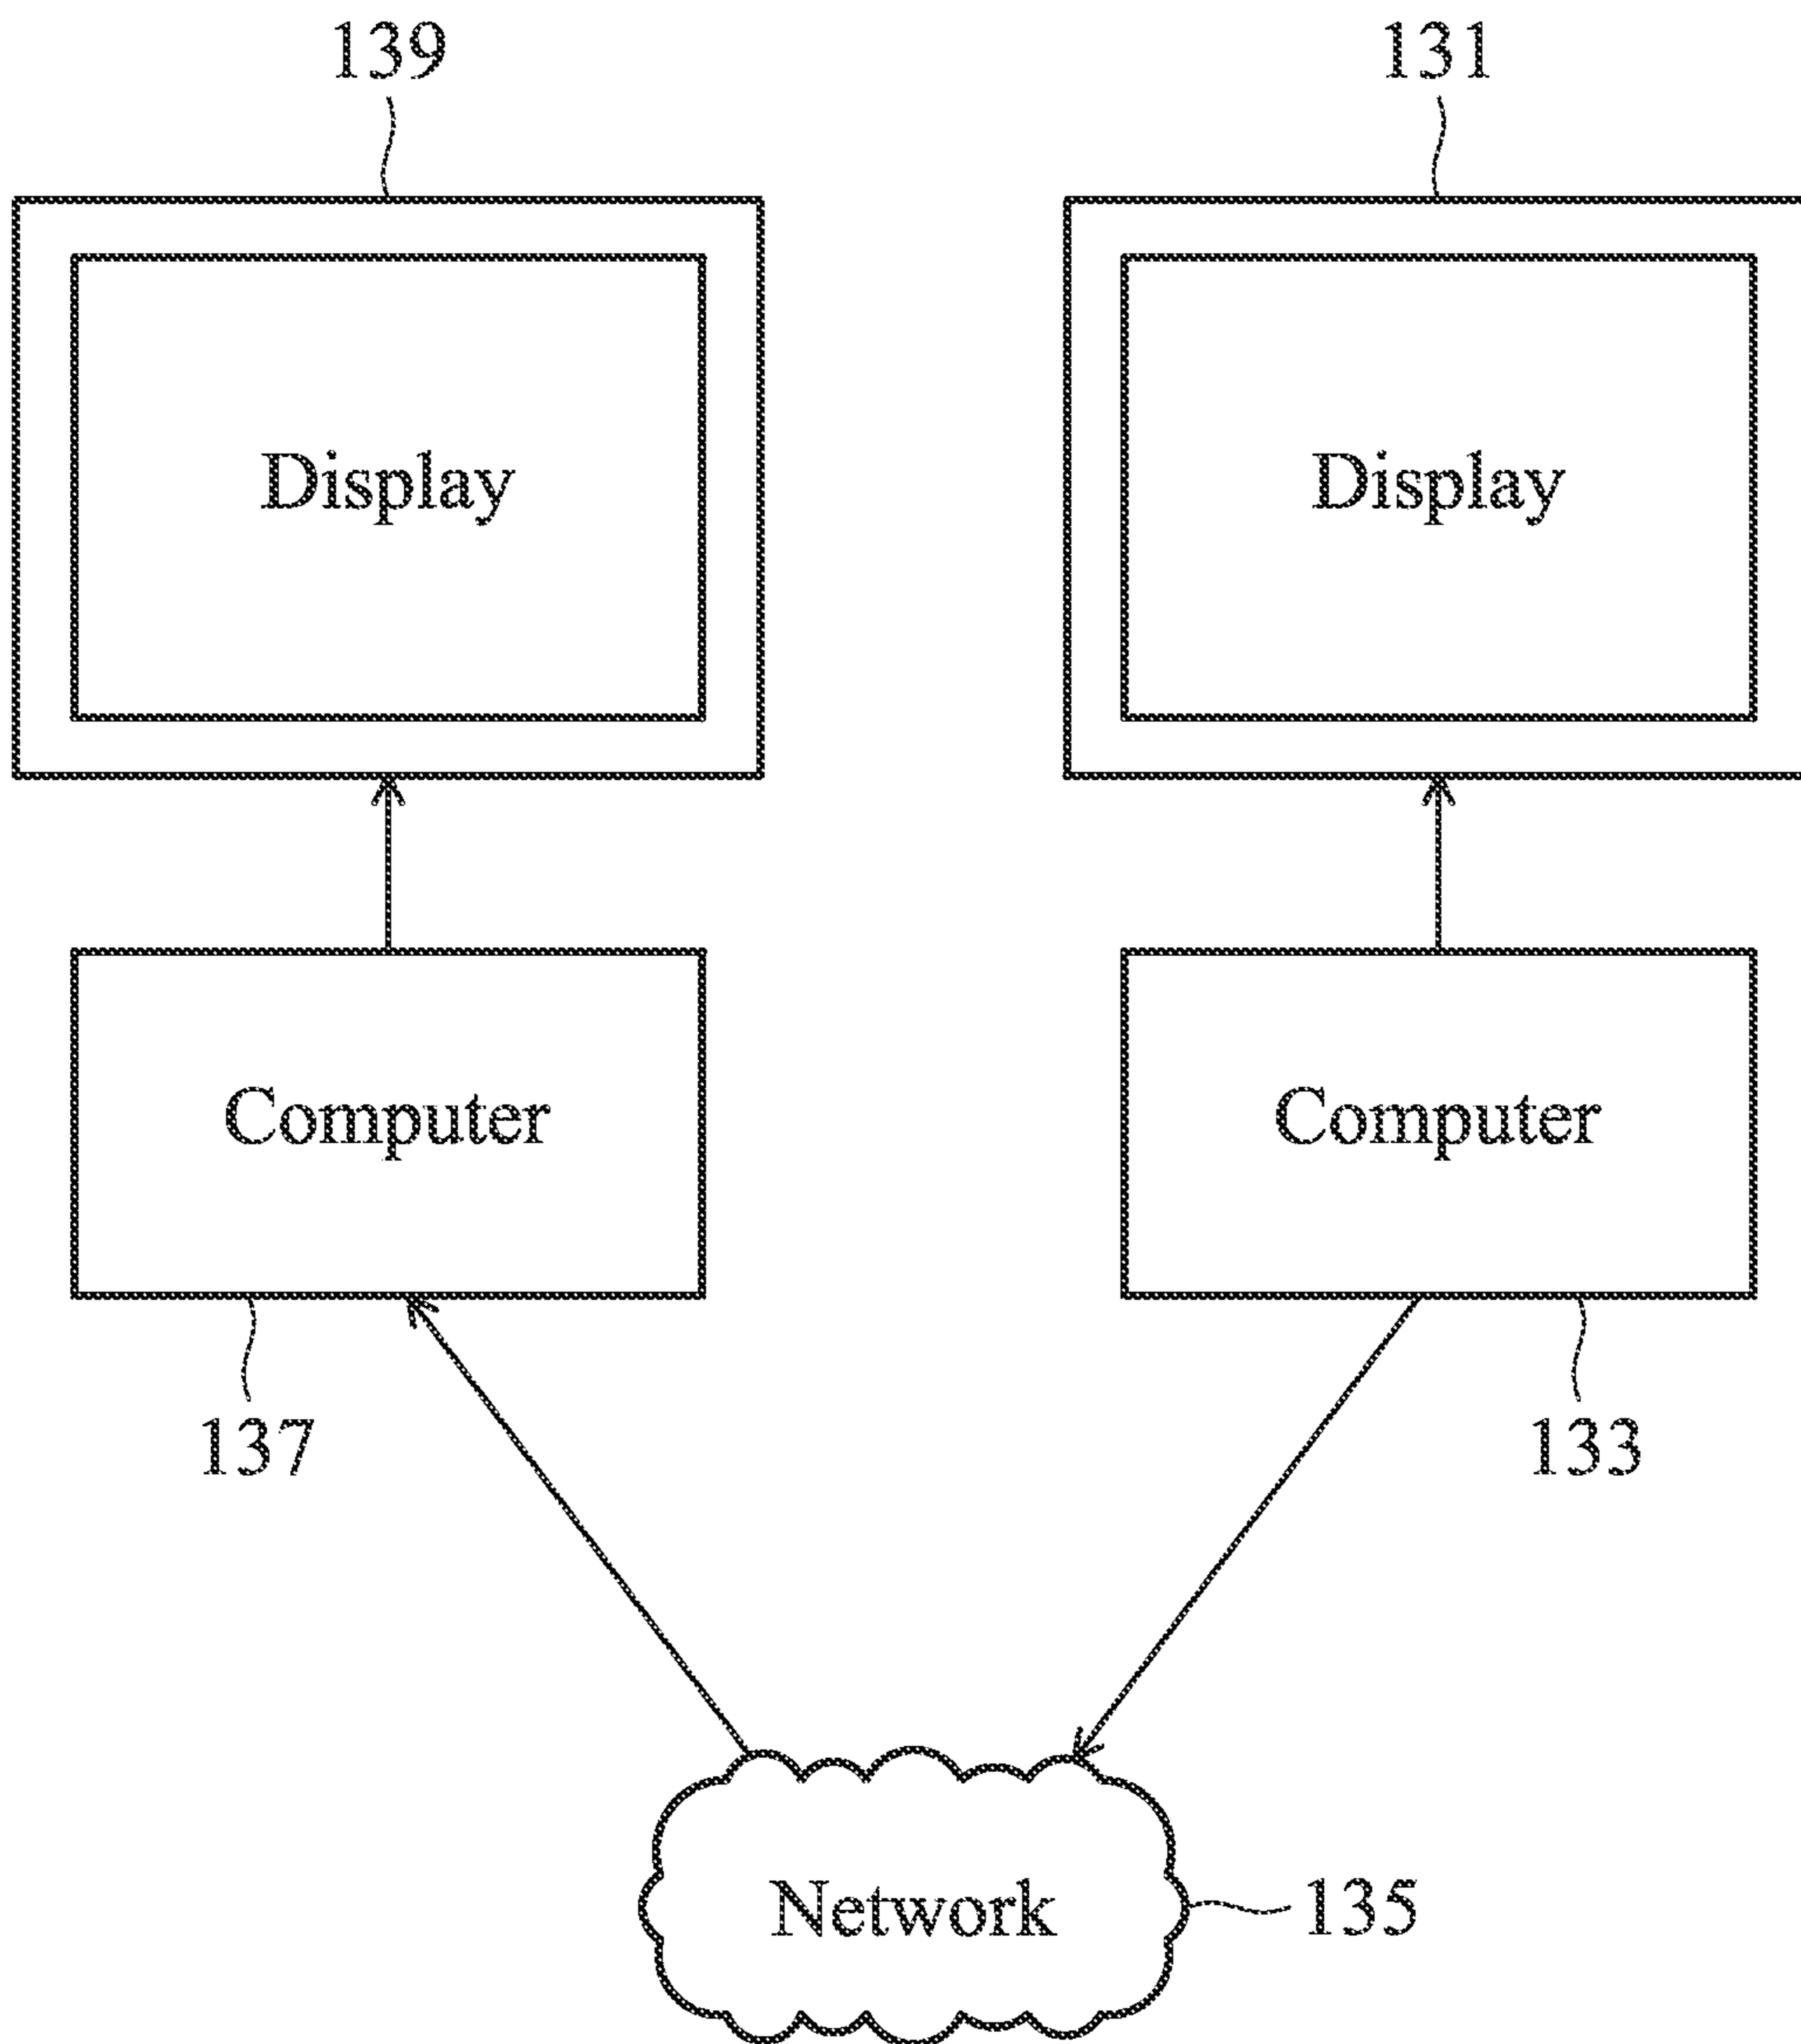 139 131
Display Display
Computer Computer
137 133
Network 135